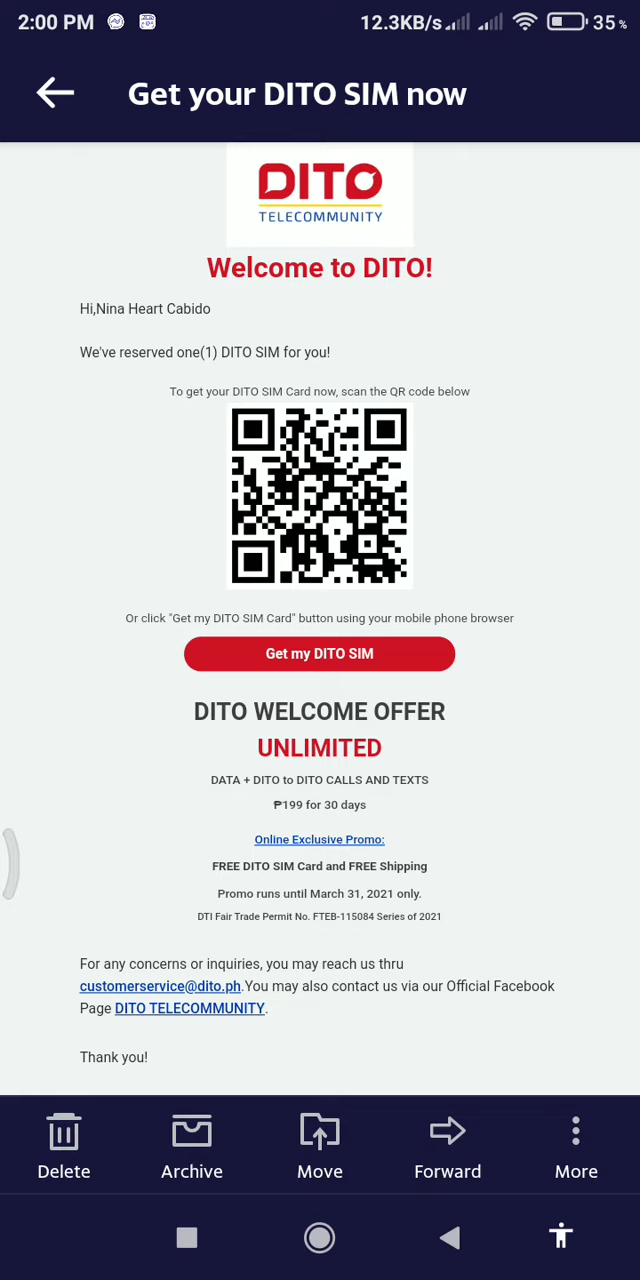 2:00 PM 12.3KB/s 35%
Get your DITO SIM now
DITO
TELECOMMUNITY
Welcome to DITO!
Hi,Nina Heart Cabido
We've reserved one(1) DITO SIM for you!
To get your DITO SIM Card now, scan the QR code below
Or click "Get my DITO SIM Card" button using your mobile phone browser
Get my DITO SIM
DITO WELCOME OFFER
UNLIMITED
DATA + DITO to DITO CALLS AND TEXTS
₱199 for 30 days
Online Exclusive Promo:
FREE DITO SIM Card and FREE Shipping
Promo runs until March 31, 2021 only.
DTI Fair Trade Permit No. FTEB-115084 Series of 2021
For any concerns or inquiries, you may reach us thru
customerservice@dito.ph.You may also contact us via our Official Facebook
Page DITO TELECOMMUNITY.
Thank you!
Delete Archive Move Forward More